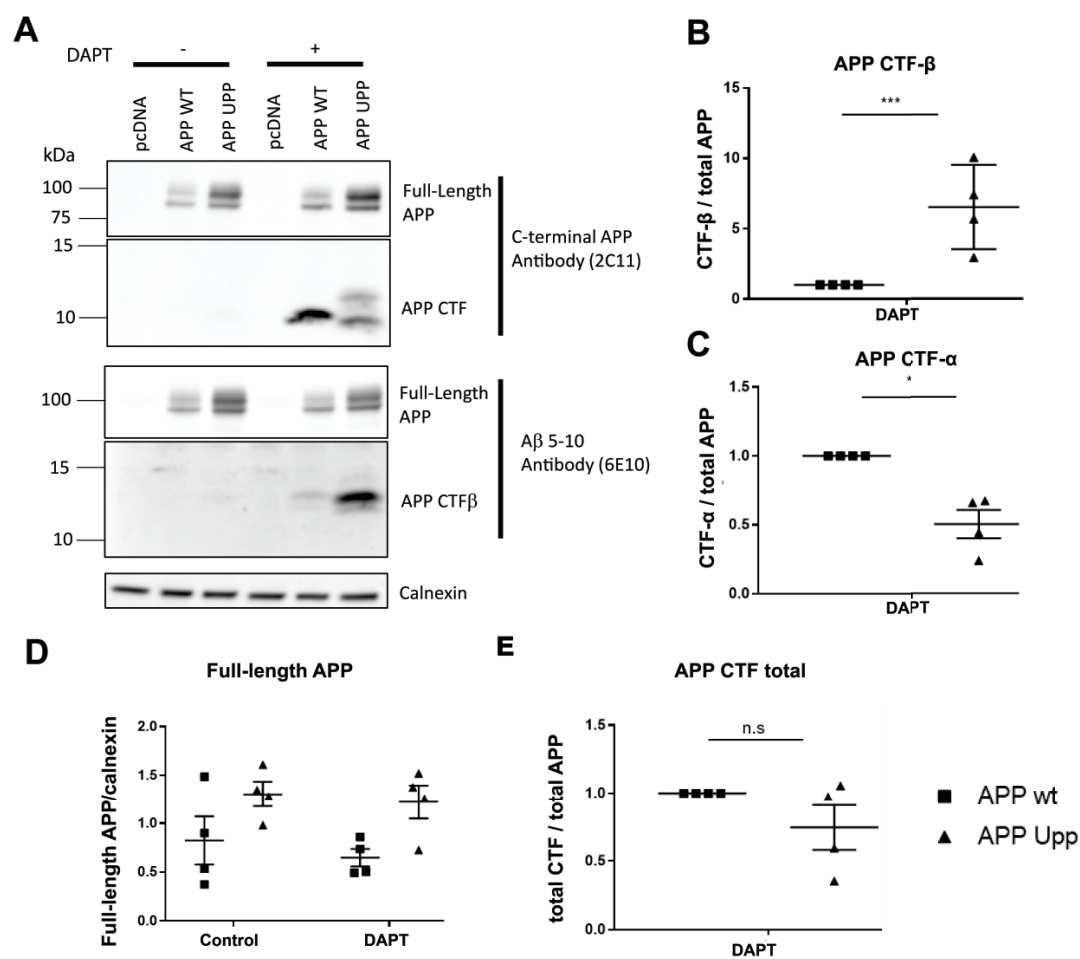 A
DAPT
-
+
pcDNA
APP WT
APP UPP
pcDNA
APP WT
APP UPP
kDa
100
75
Full-Length
APP
15
10
APP CTF
C-terminal APP
Antibody (2C11)
100
Full-Length
APP
15
10
APP CTFβ
Aβ 5-10
Antibody (6E10)
Calnexin
B
APP CTF-β
***
CTF-β / total APP
15
10
5
0
DAPT
C
APP CTF-α
*
CTF-α / total APP
1.5
1.0
0.5
0.0
DAPT
D
Full-length APP
Full-length APP/calnexin
2.0
1.5
1.0
0.5
0.0
Control
DAPT
E
APP CTF total
n.s
total CTF / total APP
1.5
1.0
0.5
0.0
DAPT
APP wt
APP Upp